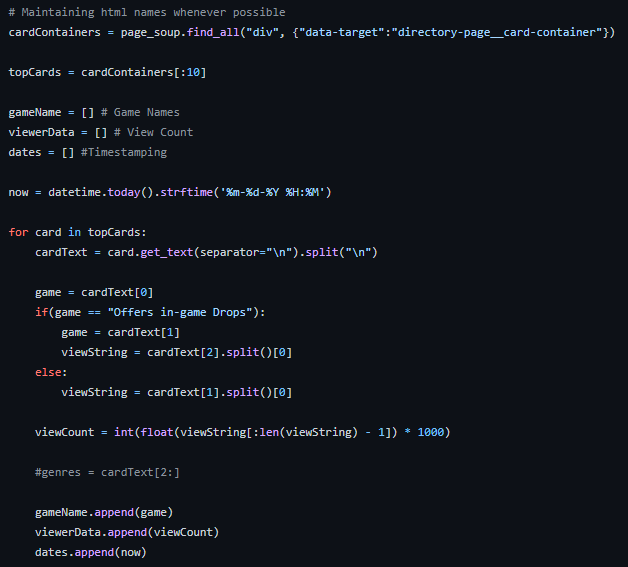 # Maintaining html names whenever possible
cardContainers = page_soup.find_all("div", {"data-target":"directory-page__card-container"})
topCards = cardContainers[:10]
gameName = [] # Game Names
viewerData = [] # View Count
dates = [] #Timestamping
now = datetime.today().strftime('%m-%d-%Y %H:%M')
for card in topCards:
    cardText = card.get_text(separator="\n").split("\n")
    game = cardText[0]
    if(game == "Offers in-game Drops"):
        game = cardText[1]
        viewString = cardText[2].split()[0]
    else:
        viewString = cardText[1].split()[0]
    viewCount = int(float(viewString[:len(viewString) - 1]) * 1000)
    #genres = cardText[2:]
    gameName.append(game)
    viewerData.append(viewCount)
    dates.append(now)